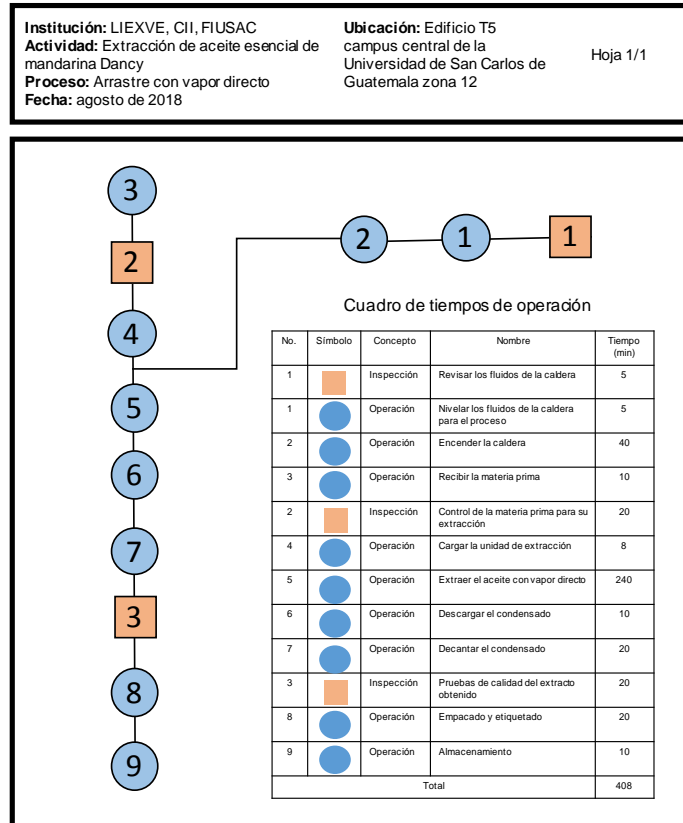 Institución: LIEXVE, CII, FIUSAC
Actividad: Extracción de aceite esencial de
mandarina Dancy
Proceso: Arrastre con vapor directo
Fecha: agosto de 2018
Ubicación: Edificio T5
campus central de la
Universidad de San Carlos de
Guatemala zona 12
Hoja 1/1
3
2
4
5
6
7
3
8
9
2 1 1
Cuadro de tiempos de operación
No. Símbolo Concepto Nombre Tiempo
(min)
1 Inspección Revisar los fluidos de la caldera 5
1 Operación Nivelar los fluidos de la caldera 5
para el proceso
2 Operación Encender la caldera 40
3 Operación Recibir la materia prima 10
2 Inspección Control de la materia prima para su 20
extracción
4 Operación Cargar la unidad de extracción 8
5 Operación Extraer el aceite con vapor directo 240
6 Operación Descargar el condensado 10
7 Operación Decantar el condensado 20
3 Inspección Pruebas de calidad del extracto 20
obtenido
8 Operación Empacado y etiquetado 20
9 Operación Almacenamiento 10
Total 408